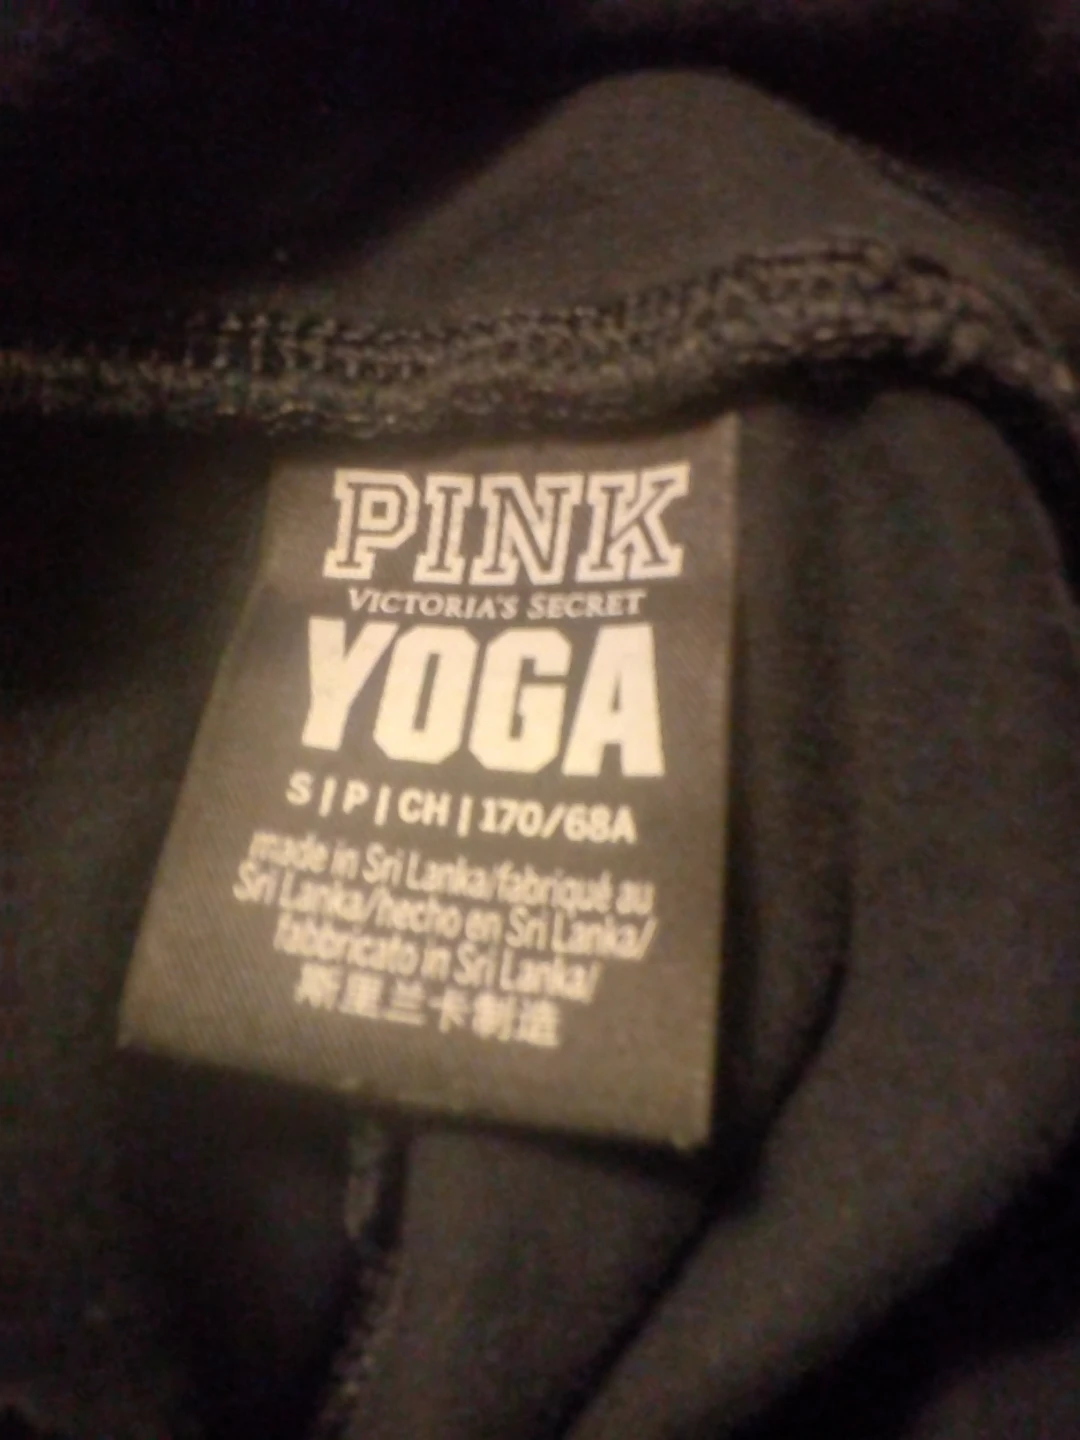 PINK
VICTORIA'S SECRET
YOGA
S | P | CH | 170/68A
made in Sri Lanka/fabriqué au
Sri Lanka/hecho en Sri Lanka/
fabbricato in Sri Lanka/
斯里兰卡制造